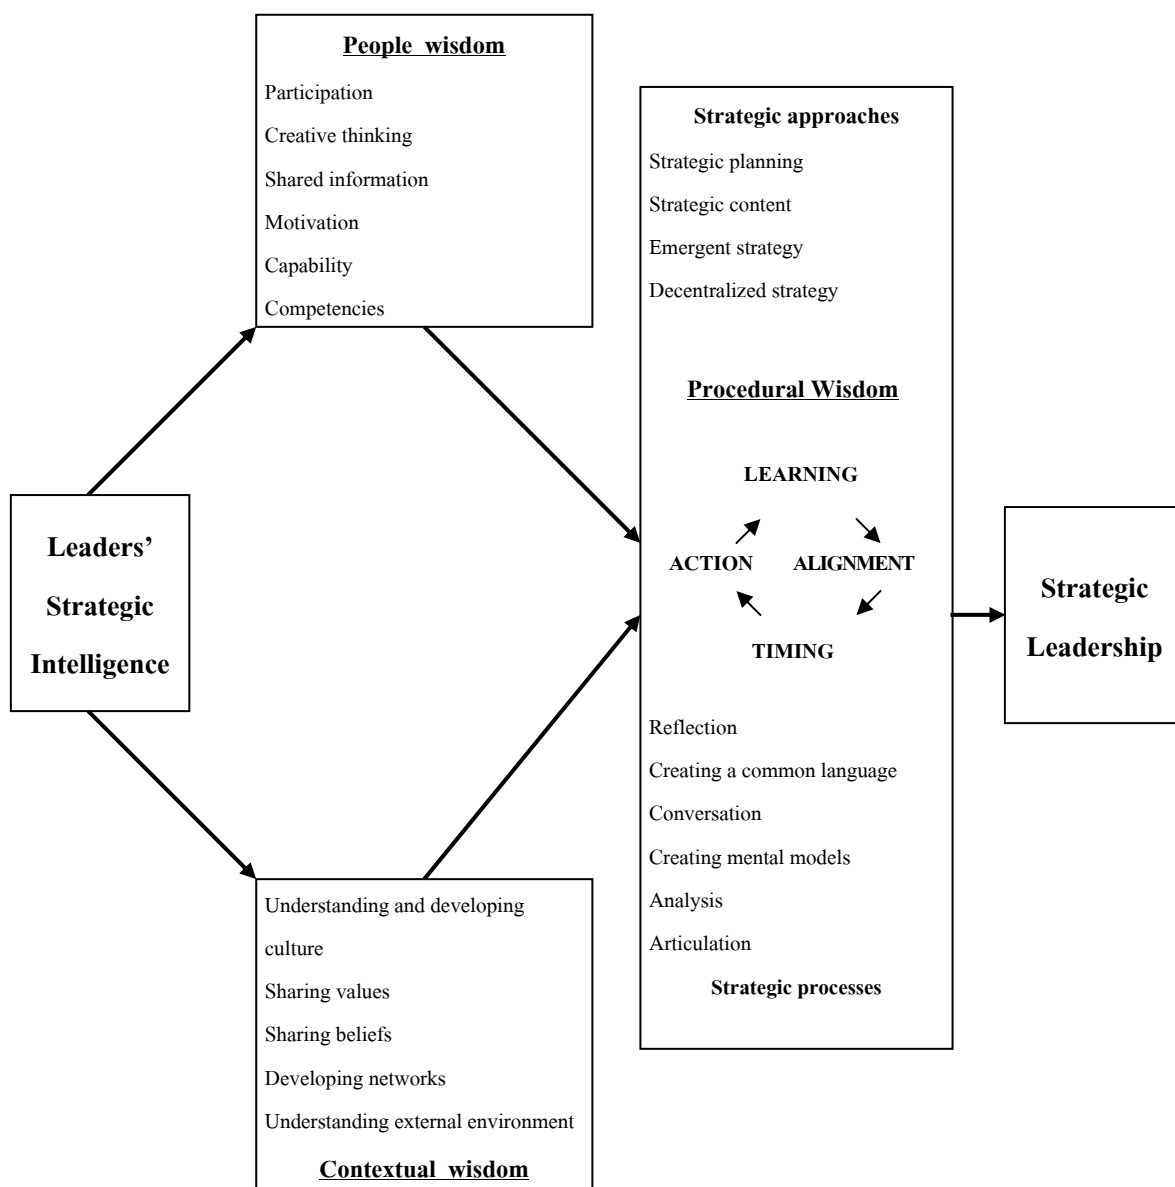 People wisdom
Participation
Creative thinking
Shared information
Motivation
Capability
Competencies
Strategic approaches
Strategic planning
Strategic content
Emergent strategy
Decentralized strategy
Procedural Wisdom
LEARNING
ACTION
ALIGNMENT
TIMING
Reflection
Creating a common language
Conversation
Creating mental models
Analysis
Articulation
Strategic processes
Leaders’
Strategic
Intelligence
Strategic
Leadership
Understanding and developing
culture
Sharing values
Sharing beliefs
Developing networks
Understanding external environment
Contextual wisdom